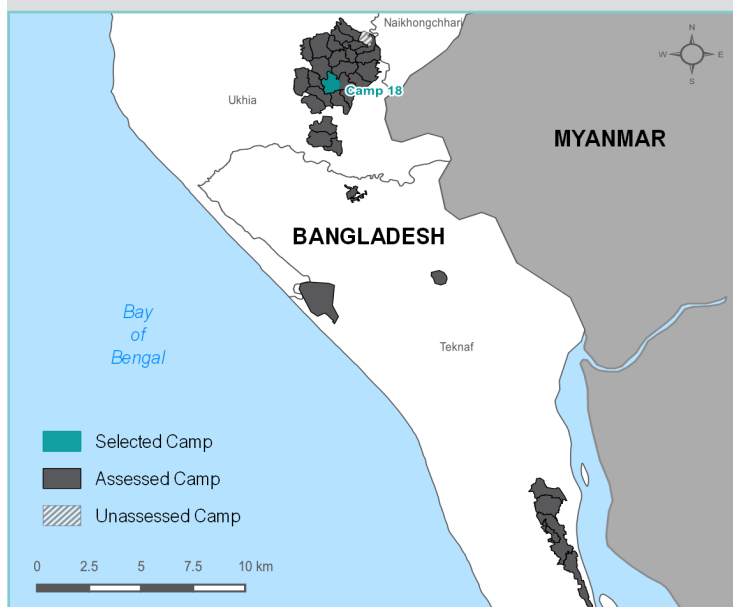 Naikhongchhari
N
W E
S
Camp 18
Ukhia
MYANMAR
BANGLADESH
Bay
of
Bengal
Teknaf
Selected Camp
Assessed Camp
Unassessed Camp
0 2.5 5 7.5 10 km